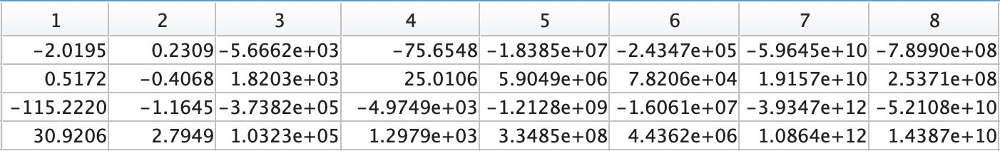 1 2 3 4 5 6 7 8
−2.0195 0.2309 −5.6662e+03 −75.6548 −1.8385e+07 −2.4347e+05 −5.9645e+10 −7.8990e+08
0.5172 −0.4068 1.8203e+03 25.0106 5.9049e+06 7.8206e+04 1.9157e+10 2.5371e+08
−115.2220 −1.1645 −3.7382e+05 −4.9749e+03 −1.2128e+09 −1.6061e+07 −3.9347e+12 −5.2108e+10
30.9206 2.7949 1.0323e+05 1.2979e+03 3.3485e+08 4.4362e+06 1.0864e+12 1.4387e+10